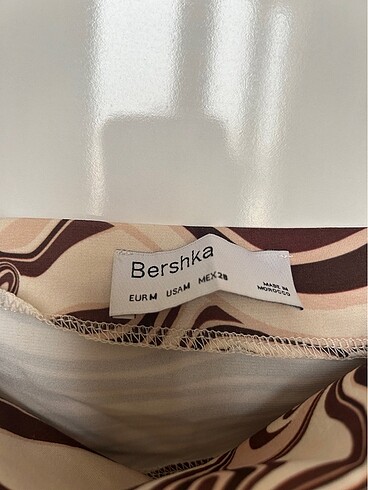 Bershka
EUR M USA M MEX 28
MADE IN
MOROCCO